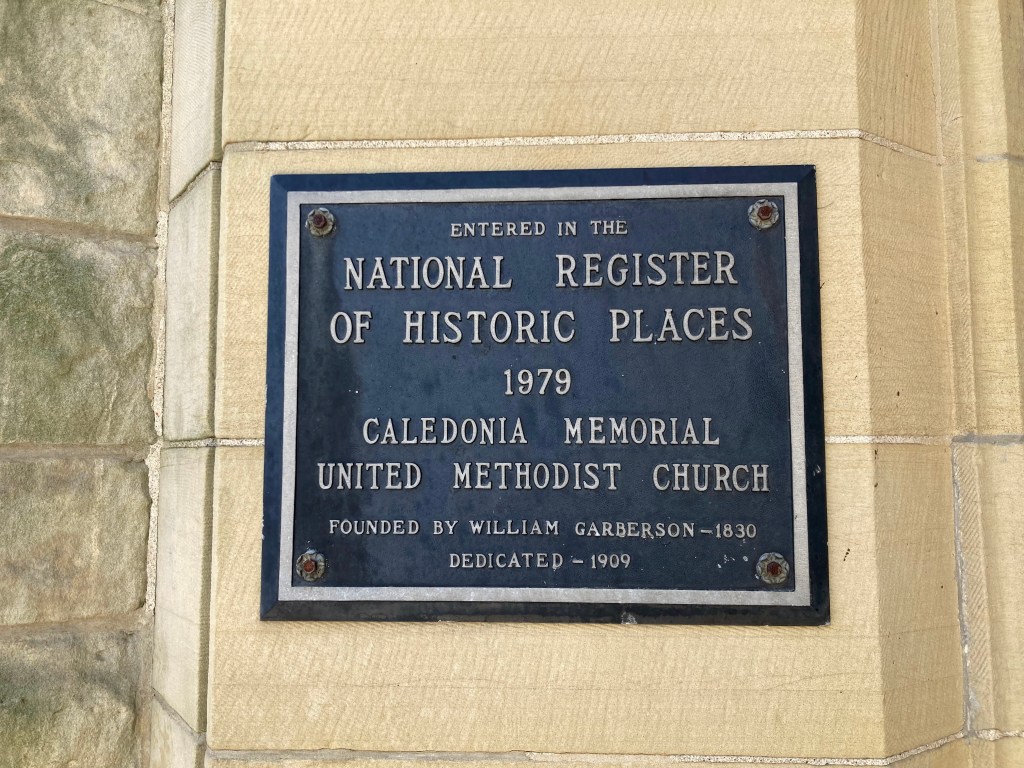 ENTERED IN THE
NATIONAL REGISTER
OF HISTORIC PLACES
1979
CALEDONIA MEMORIAL
UNITED METHODIST CHURCH
FOUNDED BY WILLIAM GARBERSON – 1830
DEDICATED – 1909